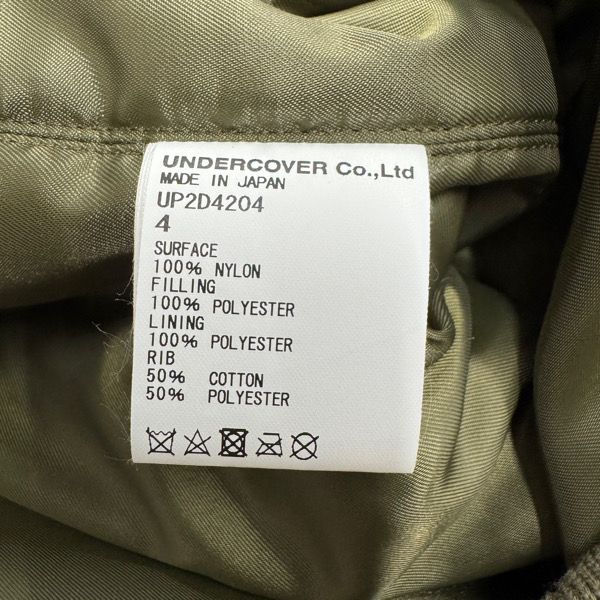 UNDERCOVER Co.,Ltd
MADE IN JAPAN
UP2D4204
4
SURFACE
100% NYLON
FILLING
100% POLYESTER
LINING
100% POLYESTER
RIB
50% COTTON
50% POLYESTER